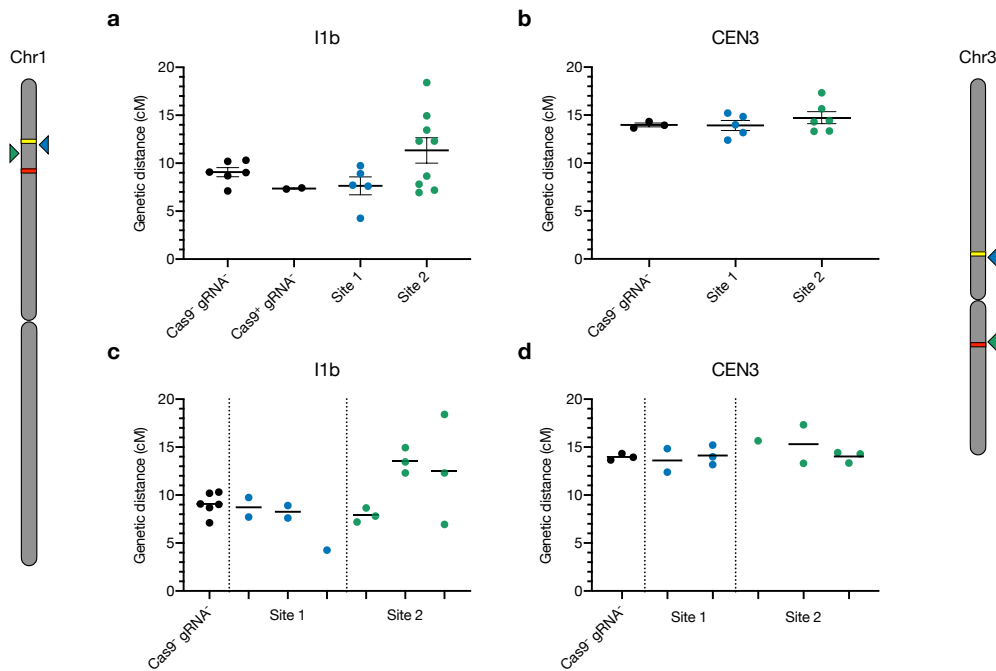 Chr1
a
I1b
Genetic distance (cM)
20
15
10
5
0
Cas9⁻ gRNA⁻
Cas9⁺ gRNA⁻
Site 1
Site 2
b
CEN3
Genetic distance (cM)
20
15
10
5
0
Cas9⁻ gRNA⁻
Site 1
Site 2
Chr3
c
I1b
Genetic distance (cM)
20
15
10
5
0
Cas9⁻ gRNA⁻
Site 1
Site 2
d
CEN3
Genetic distance (cM)
20
15
10
5
0
Cas9⁻ gRNA⁻
Site 1
Site 2